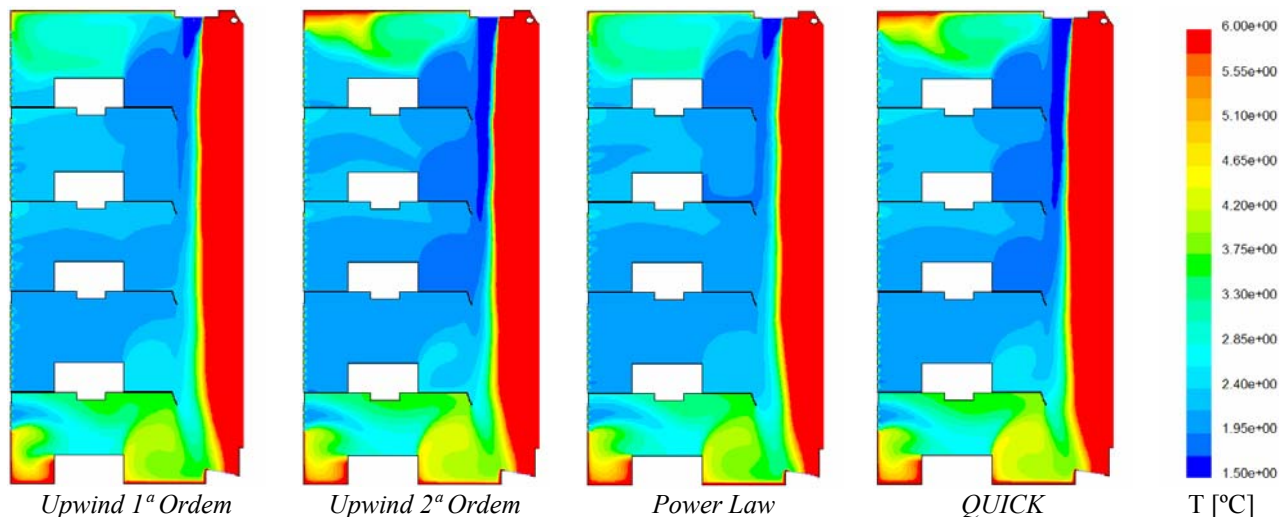 6.00e+00
5.55e+00
5.10e+00
4.65e+00
4.20e+00
3.75e+00
3.30e+00
2.85e+00
2.40e+00
1.95e+00
1.50e+00
Upwind 1ª Ordem Upwind 2ª Ordem Power Law QUICK T [ºC]